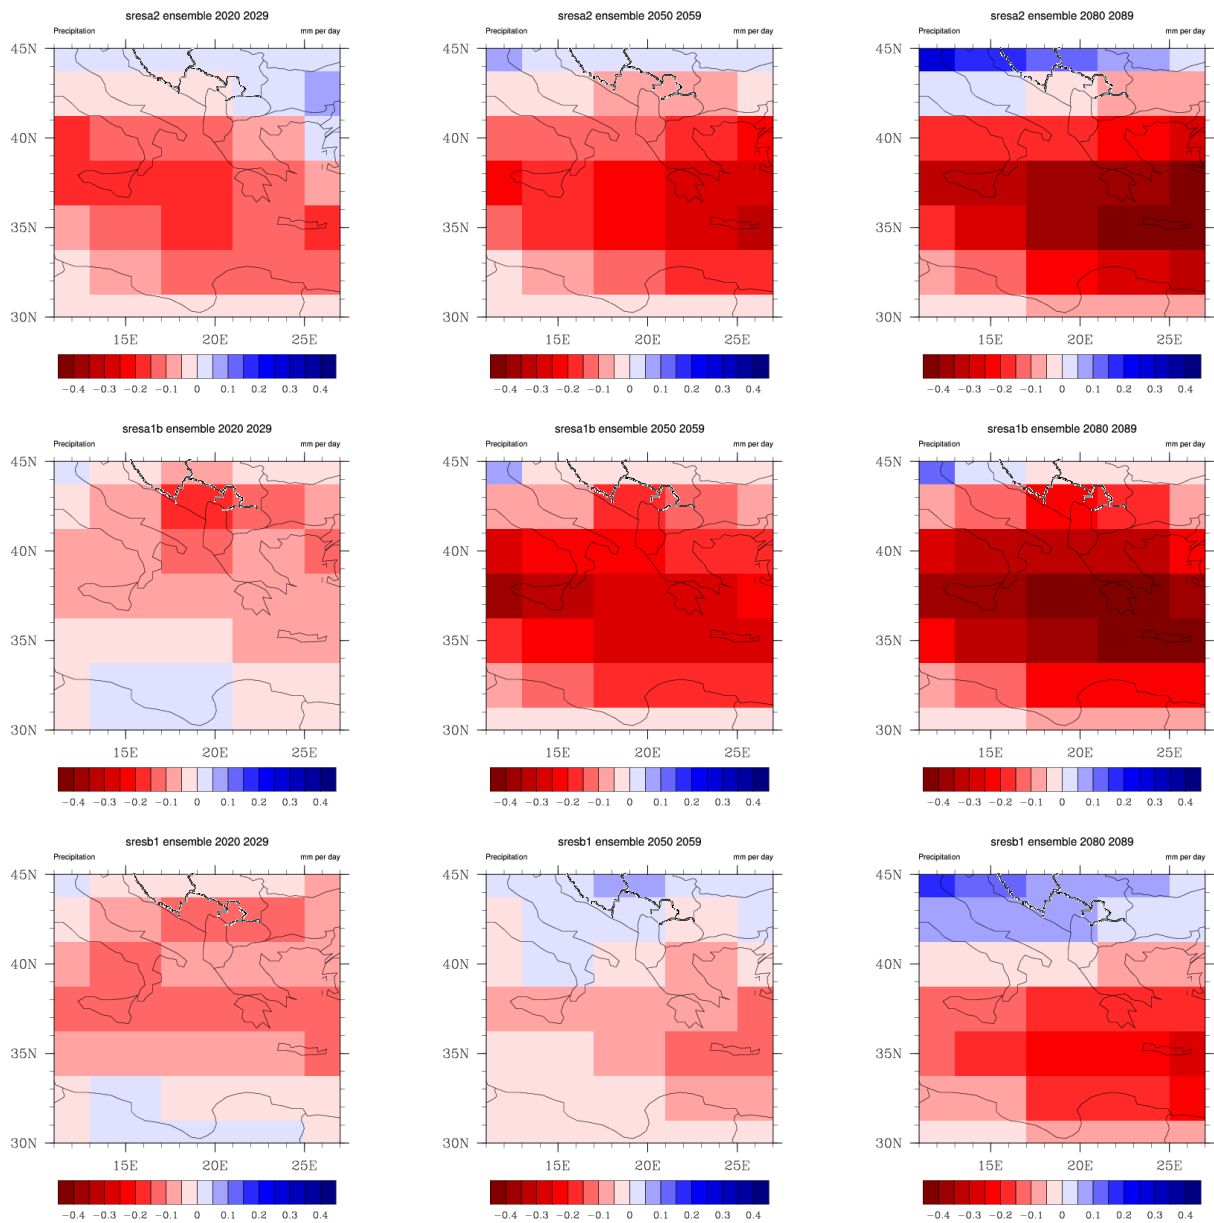 sresa2 ensemble 2020 2029
sresa2 ensemble 2050 2059
sresa2 ensemble 2080 2089
Precipitation mm per day
Precipitation mm per day
Precipitation mm per day
45N
40N
35N
30N
15E 20E 25E
−0.4 −0.3 −0.2 −0.1 0 0.1 0.2 0.3 0.4
45N
40N
35N
30N
15E 20E 25E
−0.4 −0.3 −0.2 −0.1 0 0.1 0.2 0.3 0.4
45N
40N
35N
30N
15E 20E 25E
−0.4 −0.3 −0.2 −0.1 0 0.1 0.2 0.3 0.4
sresa1b ensemble 2020 2029
sresa1b ensemble 2050 2059
sresa1b ensemble 2080 2089
Precipitation mm per day
Precipitation mm per day
Precipitation mm per day
45N
40N
35N
30N
15E 20E 25E
−0.4 −0.3 −0.2 −0.1 0 0.1 0.2 0.3 0.4
45N
40N
35N
30N
15E 20E 25E
−0.4 −0.3 −0.2 −0.1 0 0.1 0.2 0.3 0.4
45N
40N
35N
30N
15E 20E 25E
−0.4 −0.3 −0.2 −0.1 0 0.1 0.2 0.3 0.4
sresb1 ensemble 2020 2029
sresb1 ensemble 2050 2059
sresb1 ensemble 2080 2089
Precipitation mm per day
Precipitation mm per day
Precipitation mm per day
45N
40N
35N
30N
15E 20E 25E
−0.4 −0.3 −0.2 −0.1 0 0.1 0.2 0.3 0.4
45N
40N
35N
30N
15E 20E 25E
−0.4 −0.3 −0.2 −0.1 0 0.1 0.2 0.3 0.4
45N
40N
35N
30N
15E 20E 25E
−0.4 −0.3 −0.2 −0.1 0 0.1 0.2 0.3 0.4